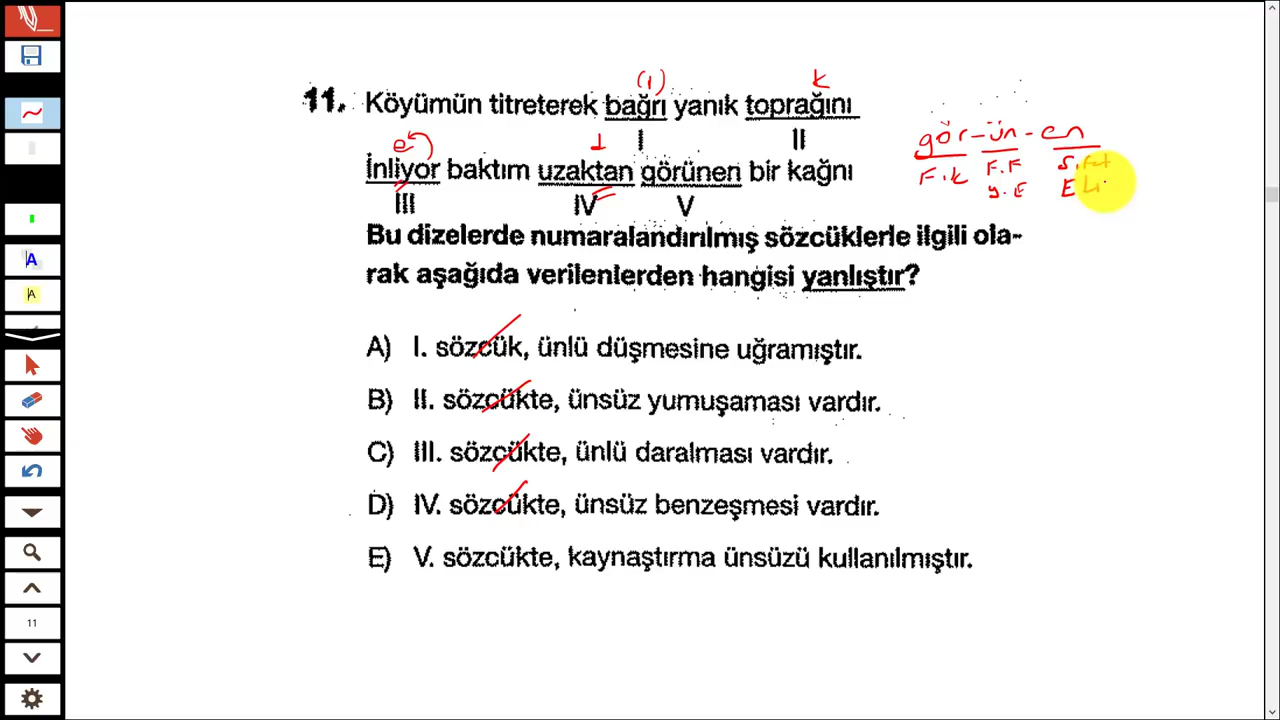 (ı) k
11. Köyümün titreterek bağrı yanık toprağını
I II
e
İnliyor baktım uzaktan görünen bir kağnı
III IV V
gör-ün-en
F.k F.F Sıfat
y.E
Bu dizelerde numaralandırılmış sözcüklerle ilgili ola-
rak aşağıda verilenlerden hangisi yanlıştır?
A) I. sözcük, ünlü düşmesine uğramıştır.
B) II. sözcükte, ünsüz yumuşaması vardır.
C) III. sözcükte, ünlü daralması vardır.
D) IV. sözcükte, ünsüz benzeşmesi vardır.
E) V. sözcükte, kaynaştırma ünsüzü kullanılmıştır.
A
A
11